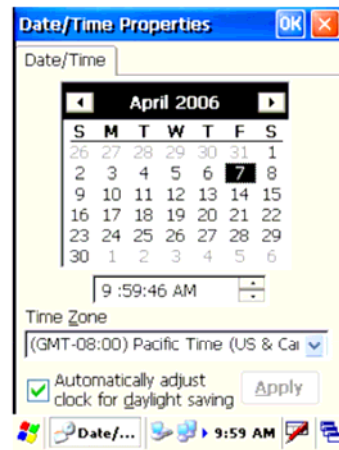 Date/Time Properties OK
Date/Time
April 2006
S M T W T F S
26 27 28 29 30 31 1
2 3 4 5 6 7 8
9 10 11 12 13 14 15
16 17 18 19 20 21 22
23 24 25 26 27 28 29
30 1 2 3 4 5 6
9 :59:46 AM
Time Zone
(GMT-08:00) Pacific Time (US & Ca
Automatically adjust
clock for daylight saving
Apply
Date/... 9:59 AM